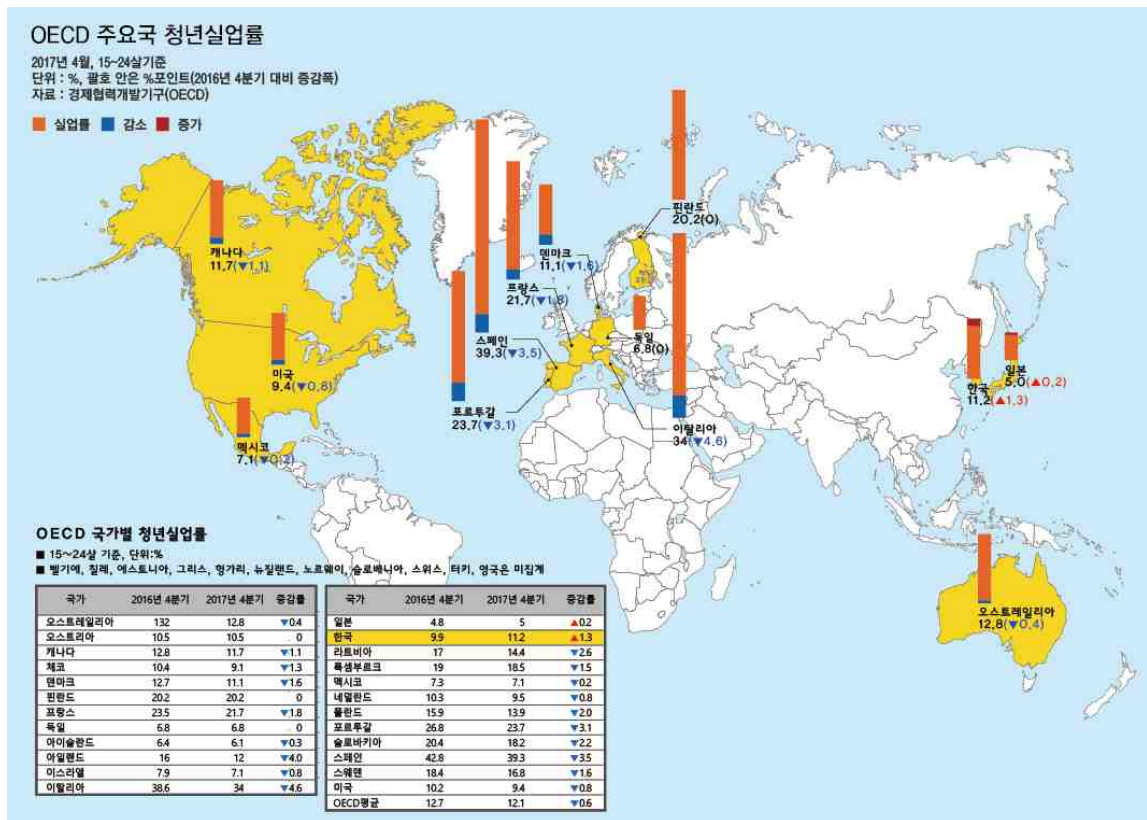 OECD 주요국 청년실업률
2017년 4월, 15~24살기준
단위 : %, 괄호 안은 %포인트(2016년 4분기 대비 증감폭)
자료 : 경제협력개발기구(OECD)
실업률 감소 증가
캐나다
11.7(▼1.1)
미국
9.4(▼0.8)
멕시코
7.1(▼0.2)
포르투갈
23.7(▼3.1)
스페인
39.3(▼3.5)
프랑스
21.7(▼1.8)
덴마크
11.1(▼1.6)
핀란드
20.2(0)
독일
6.8(0)
이탈리아
34(▼4.6)
한국
11.2(▲1.3)
일본
5.0(▲0.2)
오스트레일리아
12.8(▼0.4)
OECD 국가별 청년실업률
■ 15~24살 기준, 단위:%
■ 벨기에, 칠레, 에스토니아, 그리스, 헝가리, 뉴질랜드, 노르웨이, 슬로베니아, 스위스, 터키, 영국은 미집계
국가 2016년 4분기 2017년 4분기 증감률
오스트레일리아 132 12.8 ▼0.4
오스트리아 10.5 10.5 0
캐나다 12.8 11.7 ▼1.1
체코 10.4 9.1 ▼1.3
덴마크 12.7 11.1 ▼1.6
핀란드 20.2 20.2 0
프랑스 23.5 21.7 ▼1.8
독일 6.8 6.8 0
아이슬란드 6.4 6.1 ▼0.3
아일랜드 16 12 ▼4.0
이스라엘 7.9 7.1 ▼0.8
이탈리아 38.6 34 ▼4.6
국가 2016년 4분기 2017년 4분기 증감률
일본 4.8 5 ▲0.2
한국 9.9 11.2 ▲1.3
라트비아 17 14.4 ▼2.6
룩셈부르크 19 18.5 ▼1.5
멕시코 7.3 7.1 ▼0.2
네덜란드 10.3 9.5 ▼0.8
폴란드 15.9 13.9 ▼2.0
포르투갈 26.8 23.7 ▼3.1
슬로바키아 20.4 18.2 ▼2.2
스페인 42.8 39.3 ▼3.5
스웨덴 18.4 16.8 ▼1.6
미국 10.2 9.4 ▼0.8
OECD평균 12.7 12.1 ▼0.6